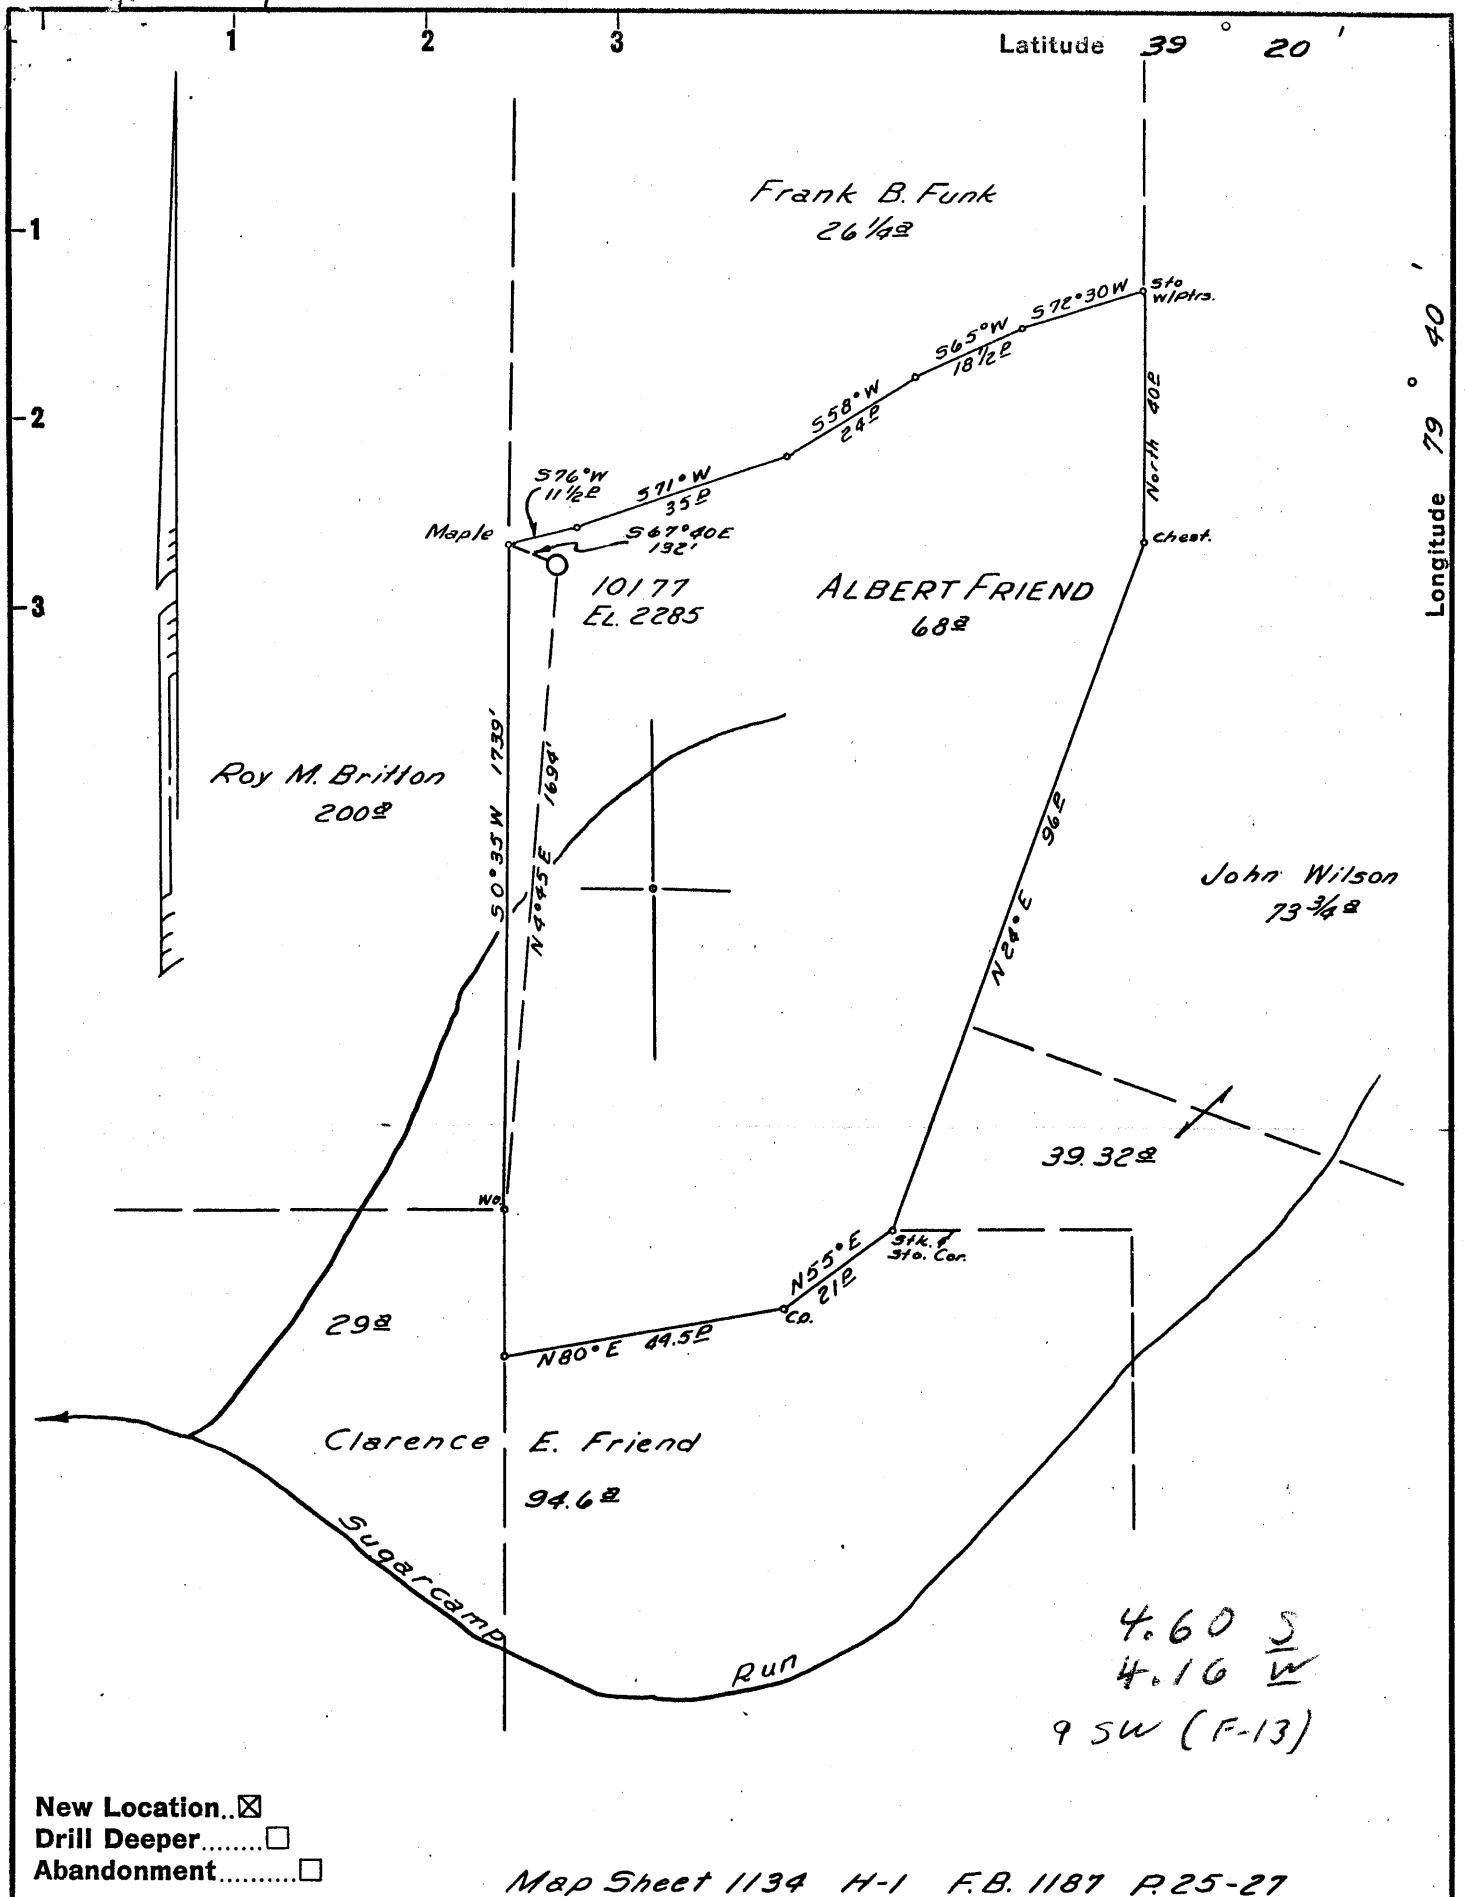 1 2 3
Latitude 39° 20'
Frank B. Funk
26 1/4 a
-1
-2
-3
Longitude 79° 40'
Sto
w/ptrs.
S72°30W
S65°W
18 1/2 P
S58°W
24 P
S71°W
35 P
S76°W
11 1/2 P
Maple
S67°40E
192'
North 40P
Chest.
10177
EL. 2285
ALBERT FRIEND
68 a
Roy M. Britton
200 a
S0°35W 1739'
N4°45E 1694'
N24°E 96 P
John Wilson
73 3/4 a
39.32 a
W.O.
Stk. &
Sto. Cor.
N55°E
21 P
C.O.
N80°E 44.5 P
29 a
Clarence E. Friend
94.6 a
Sugarcamp Run
4.60 S
4.16 W
9 SW (F-13)
New Location..☒
Drill Deeper........☐
Abandonment..........☐
Map Sheet 1134 H-1 F.B. 1187 P. 25-27